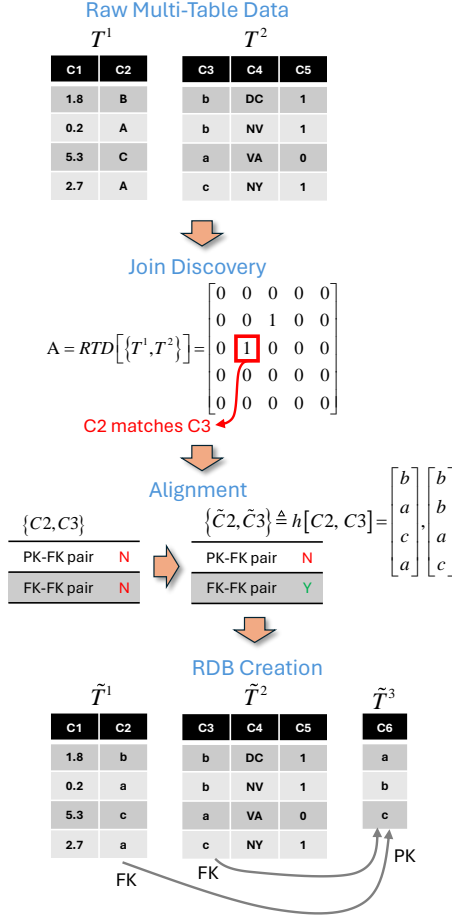 Raw Multi-Table Data
T¹ T²
C1 C2 C3 C4 C5
1.8 B b DC 1
0.2 A b NV 1
5.3 C a VA 0
2.7 A c NY 1
Join Discovery
A = RTD[{T¹,T²}] = [0 0 0 0 0
0 0 1 0 0
0 1 0 0 0
0 0 0 0 0
0 0 0 0 0]
C2 matches C3
Alignment
{C2,C3}
PK-FK pair N
FK-FK pair N
{C̃2,C̃3} ≜ h[C2, C3] = [b a c a], [b b a c]
PK-FK pair N
FK-FK pair Y
RDB Creation
T̃¹ T̃² T̃³
C1 C2 C3 C4 C5 C6
1.8 b b DC 1 a
0.2 a b NV 1 b
5.3 c a VA 0 c
2.7 a c NY 1
FK FK PK